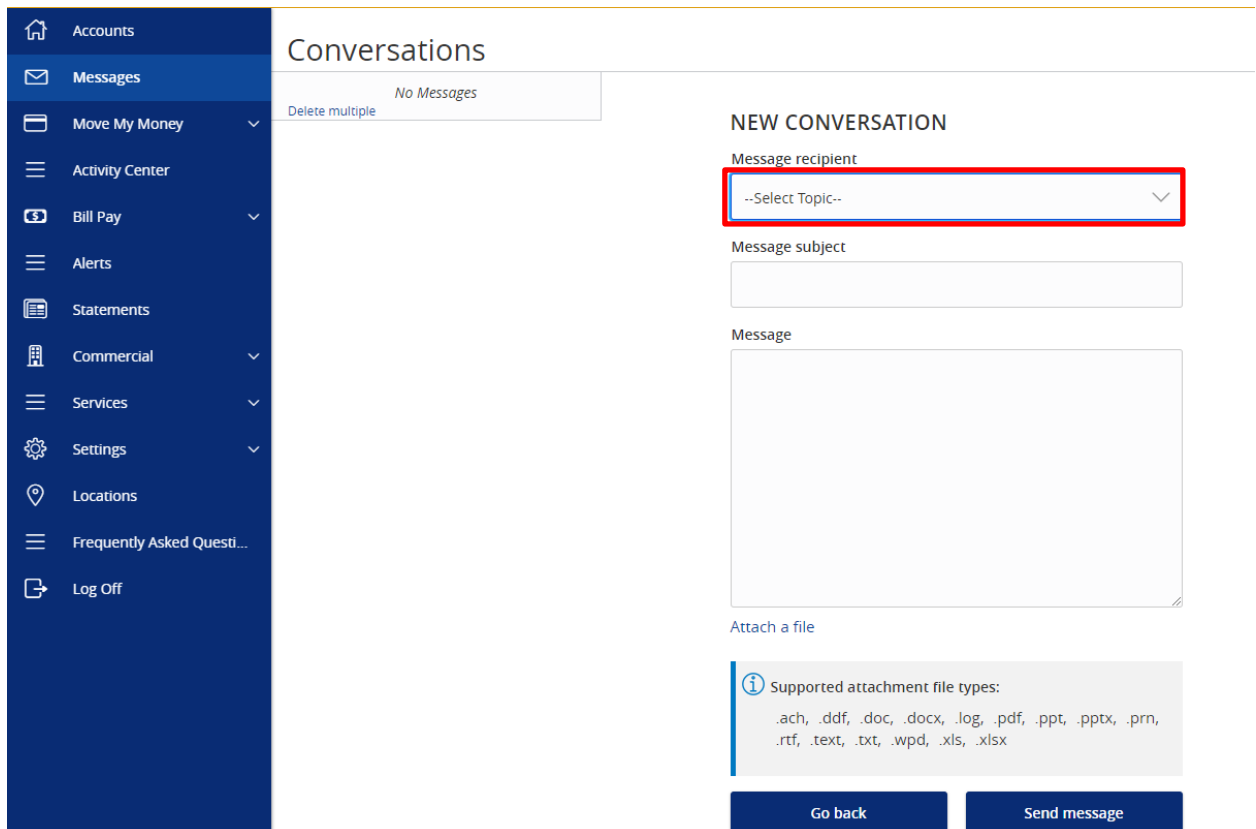 Accounts
Messages
Move My Money
Activity Center
Bill Pay
Alerts
Statements
Commercial
Services
Settings
Locations
Frequently Asked Questi...
Log Off
Conversations
No Messages
Delete multiple
NEW CONVERSATION
Message recipient
--Select Topic--
Message subject
Message
Attach a file
Supported attachment file types:
.ach, .ddf, .doc, .docx, .log, .pdf, .ppt, .pptx, .prn,
.rtf, .text, .txt, .wpd, .xls, .xlsx
Go back
Send message